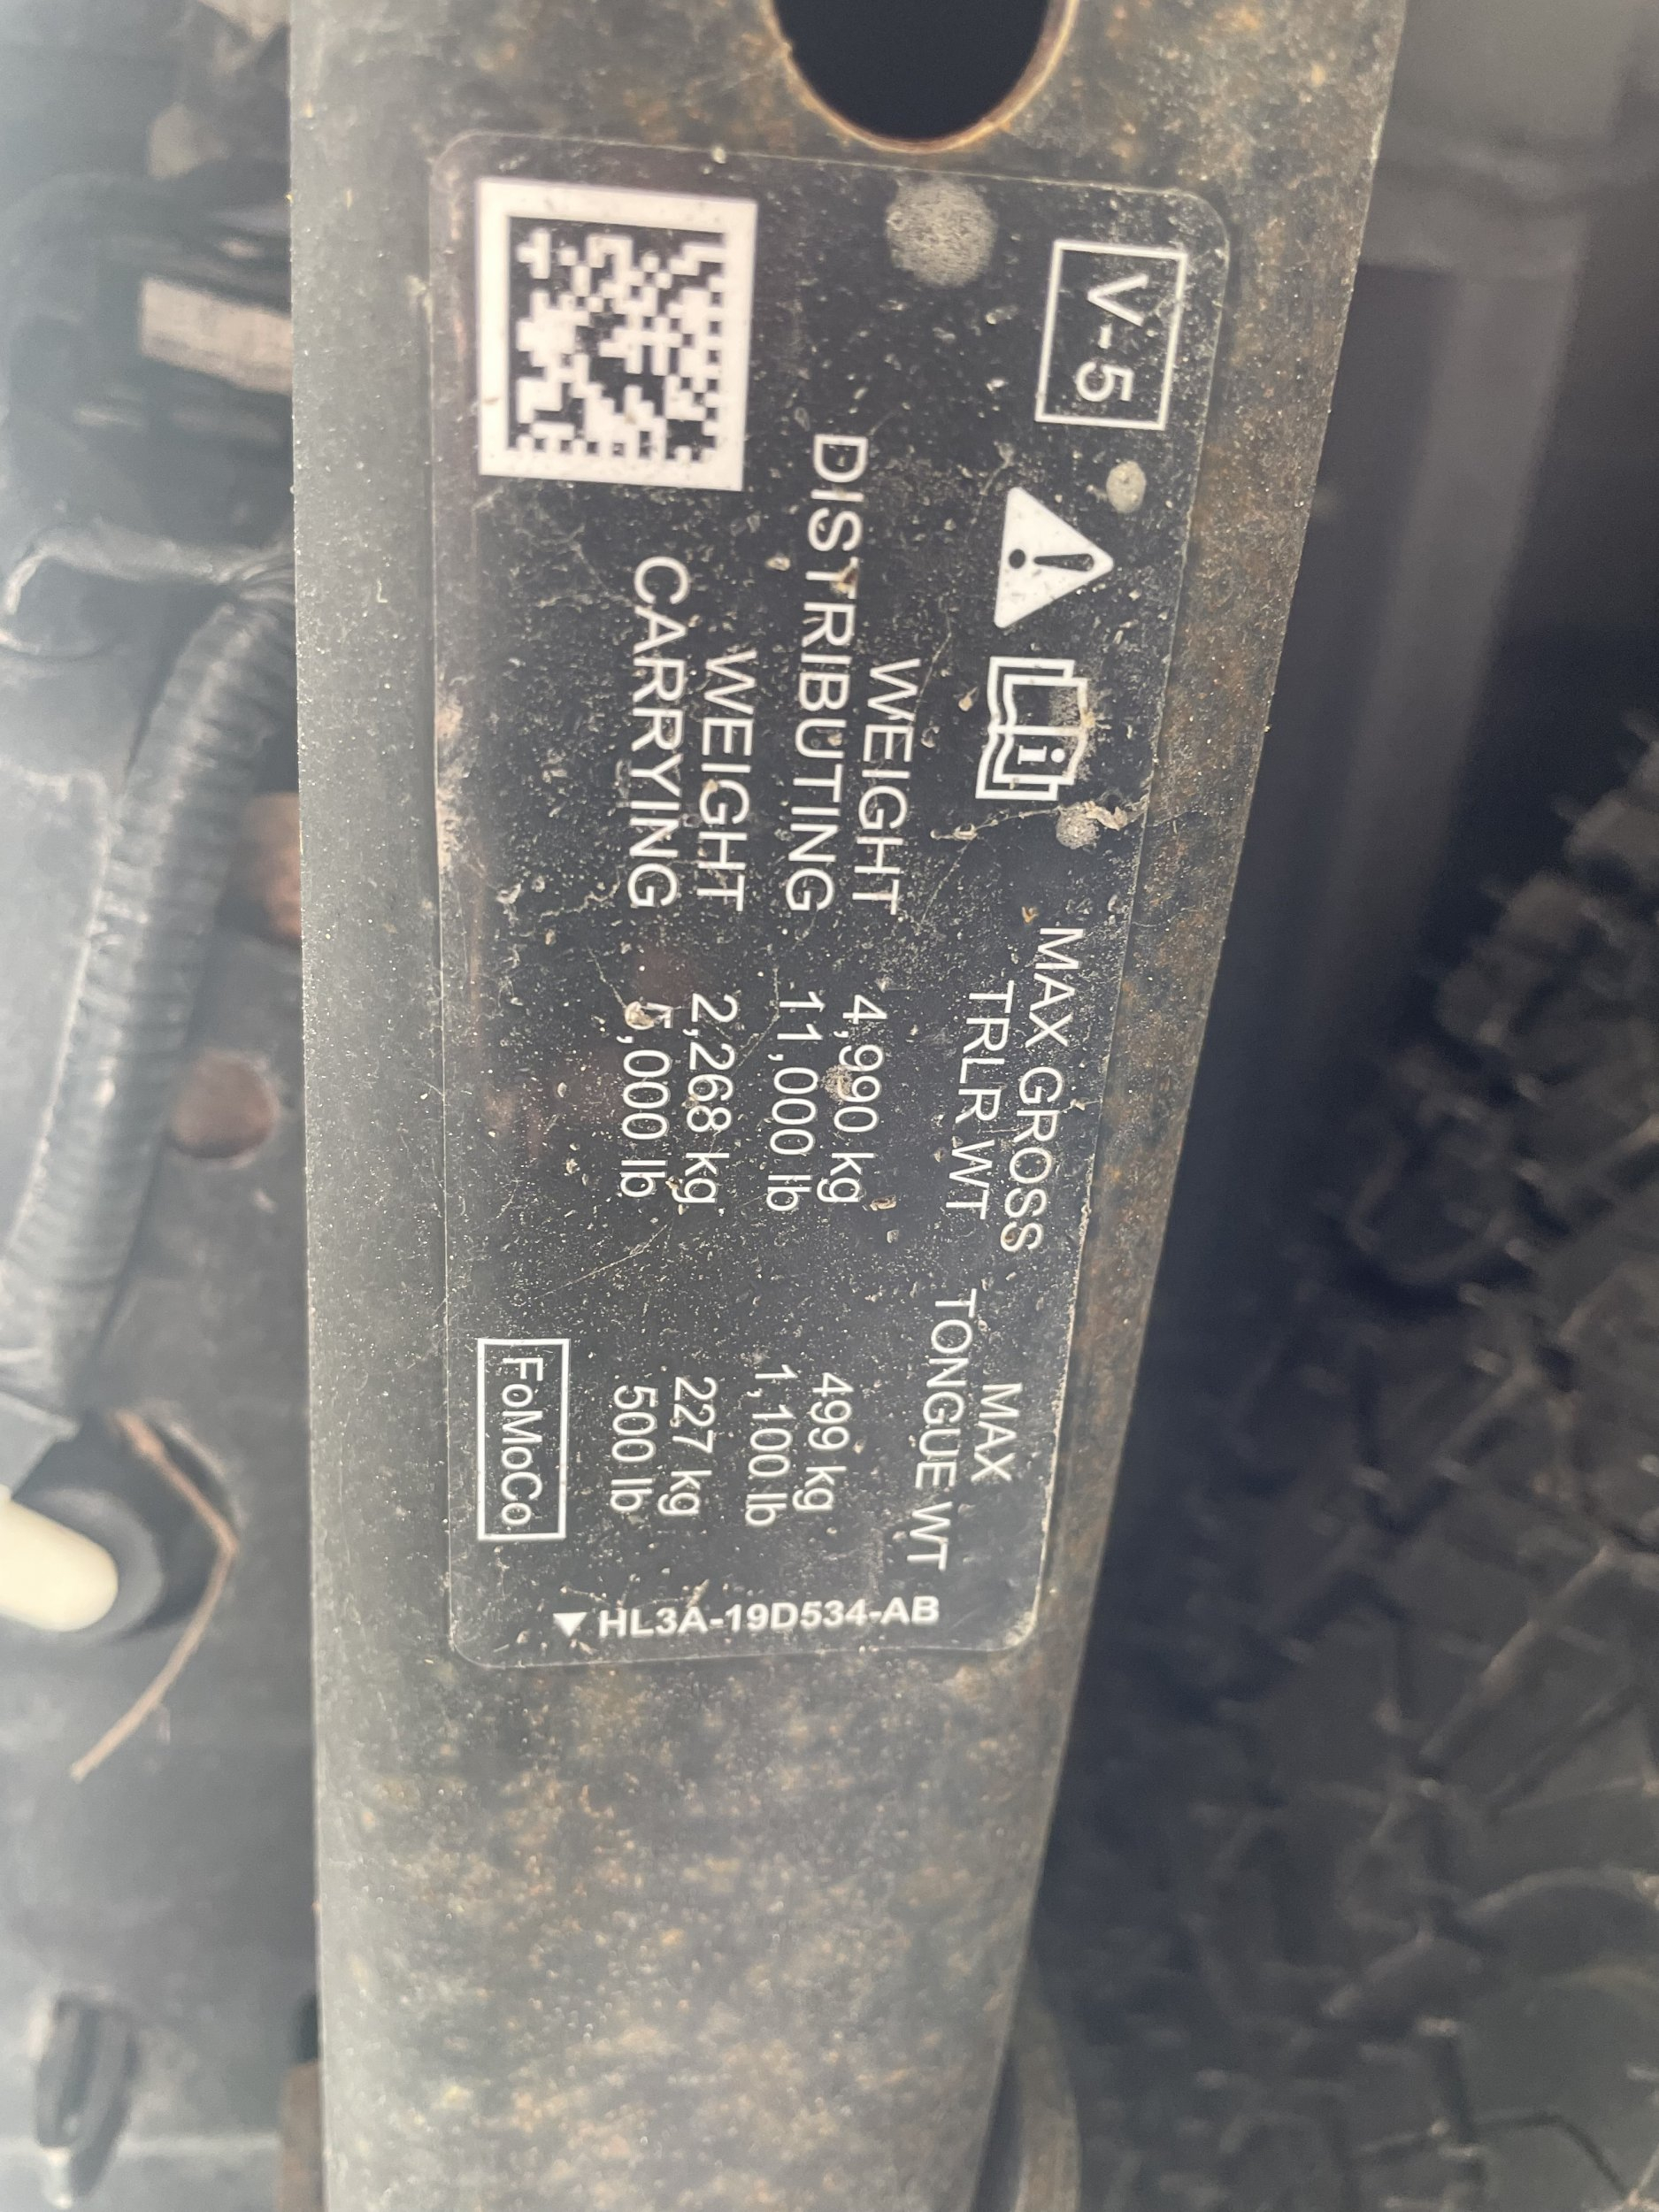 V-5
MAX GROSS
TRLR WT
MAX
TONGUE WT
WEIGHT
DISTRIBUTING
4,990 kg
11,000 lb
499 kg
1,100 lb
WEIGHT
CARRYING
2,268 kg
5,000 lb
227 kg
500 lb
FoMoCo
HL3A-19D534-AB